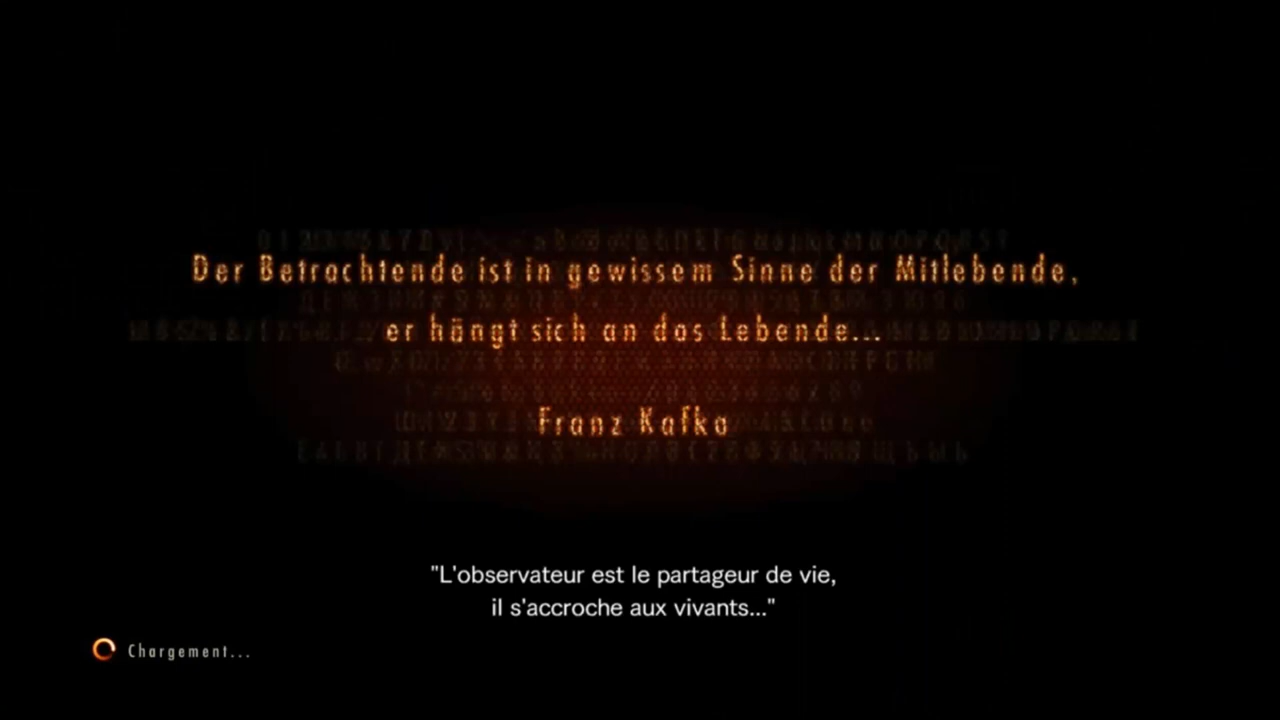 Der Betrachtende ist in gewissem Sinne der Mitlebende,
er hängt sich an das Lebende...
Franz Kafka
"L'observateur est le partageur de vie,
il s'accroche aux vivants..."
Chargement...